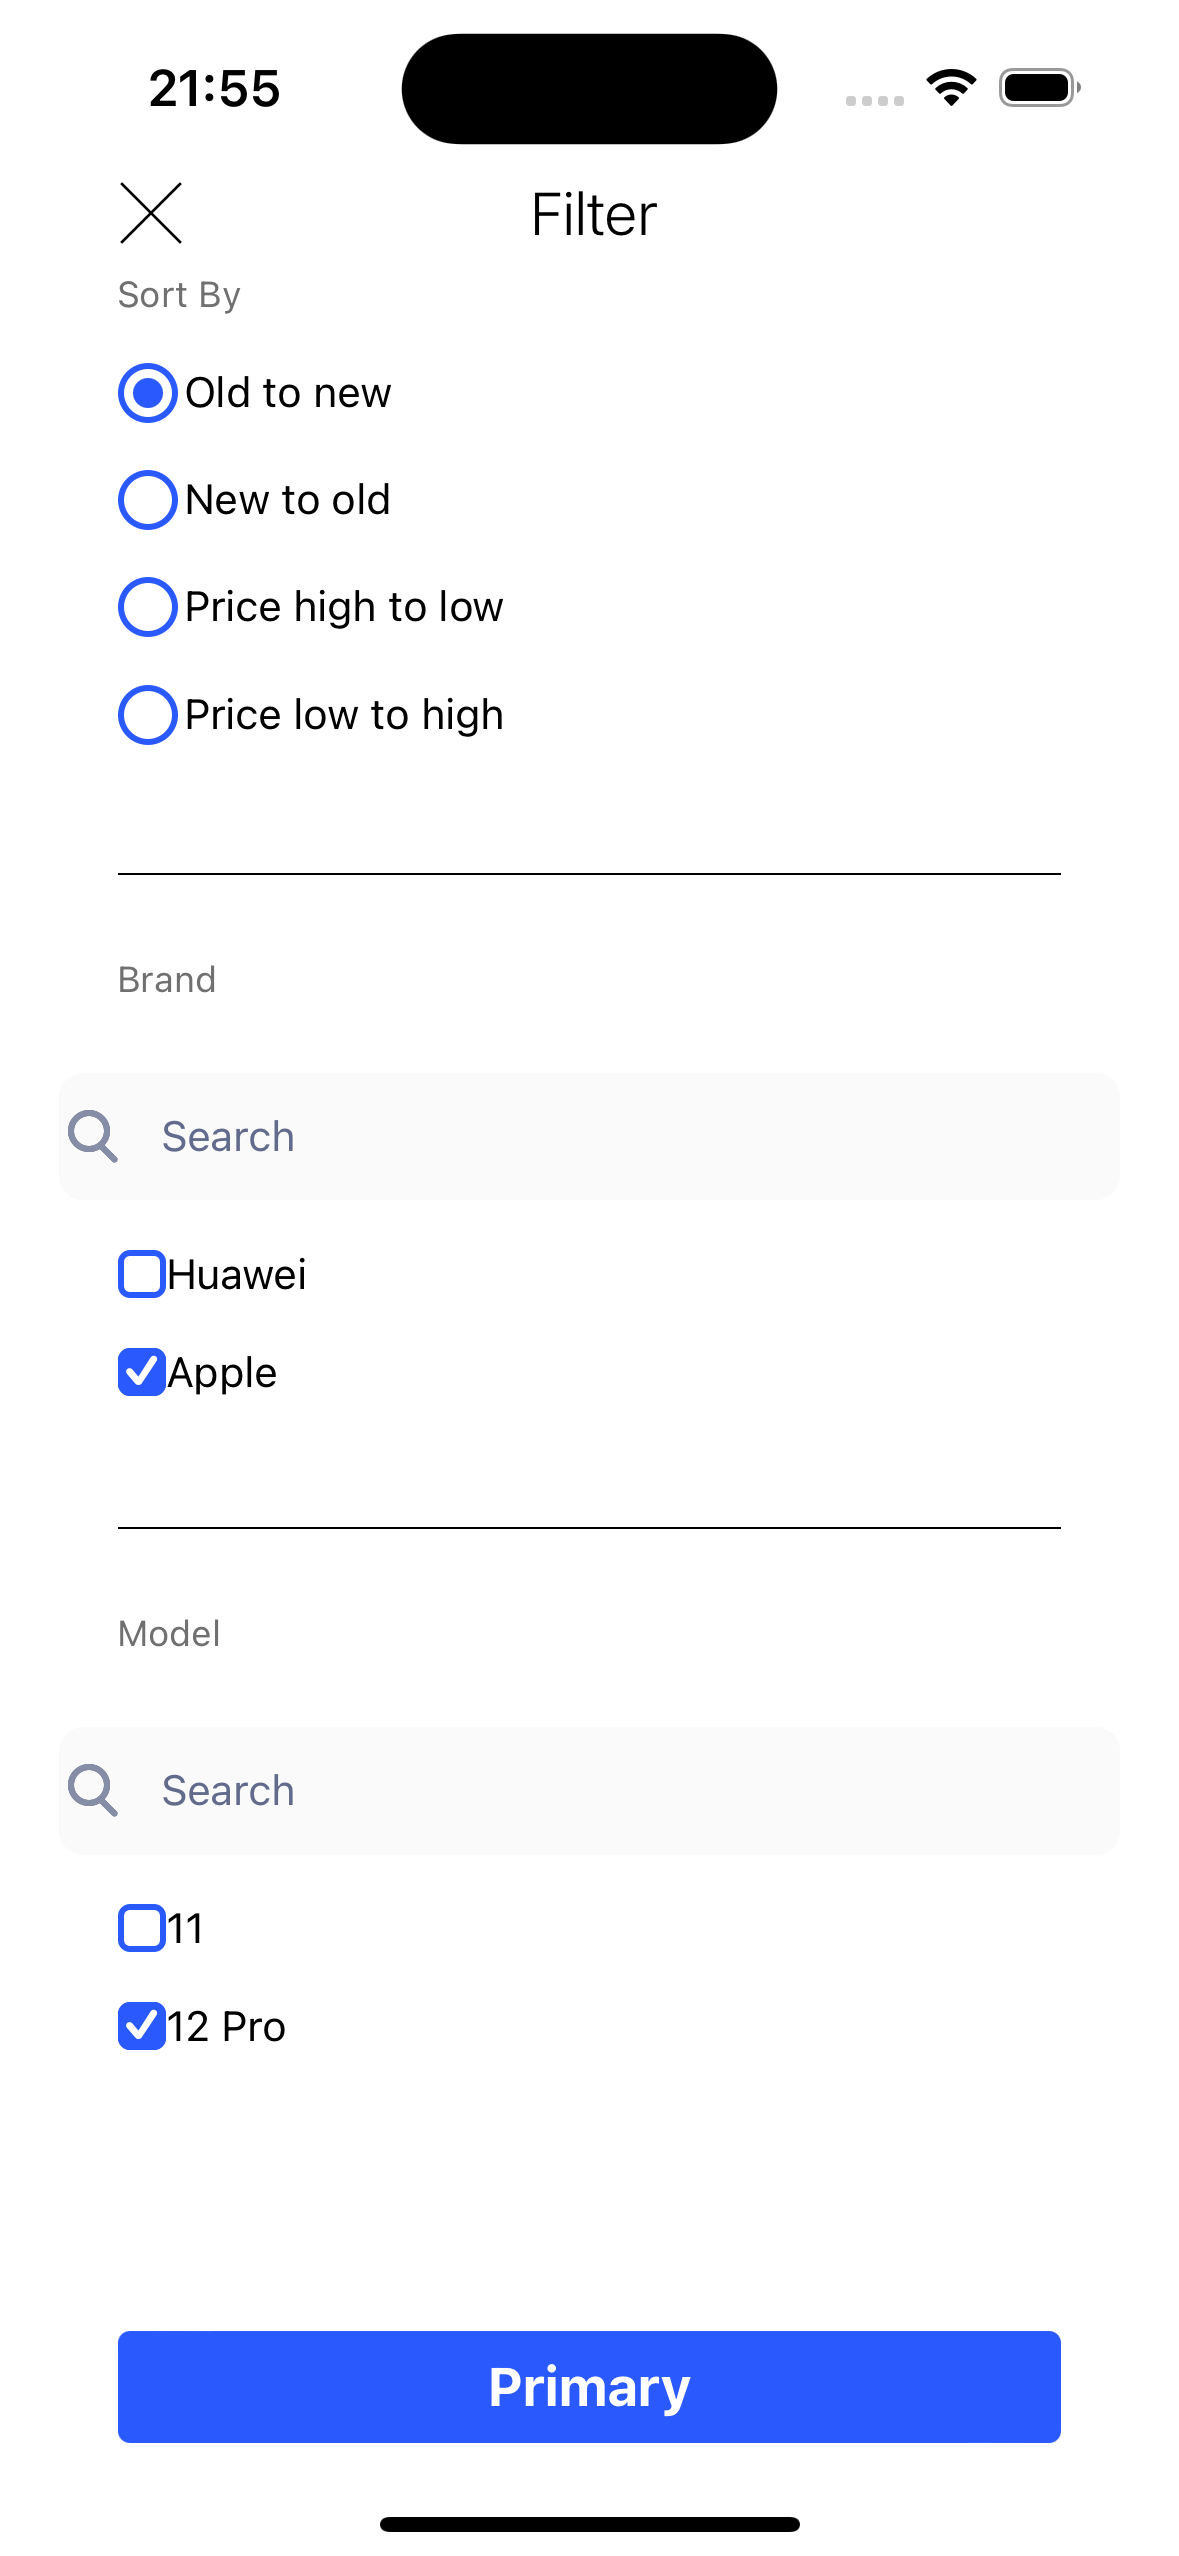 21:55
Filter
Sort By
Old to new
New to old
Price high to low
Price low to high
Brand
Search
Huawei
Apple
Model
Search
11
12 Pro
Primary